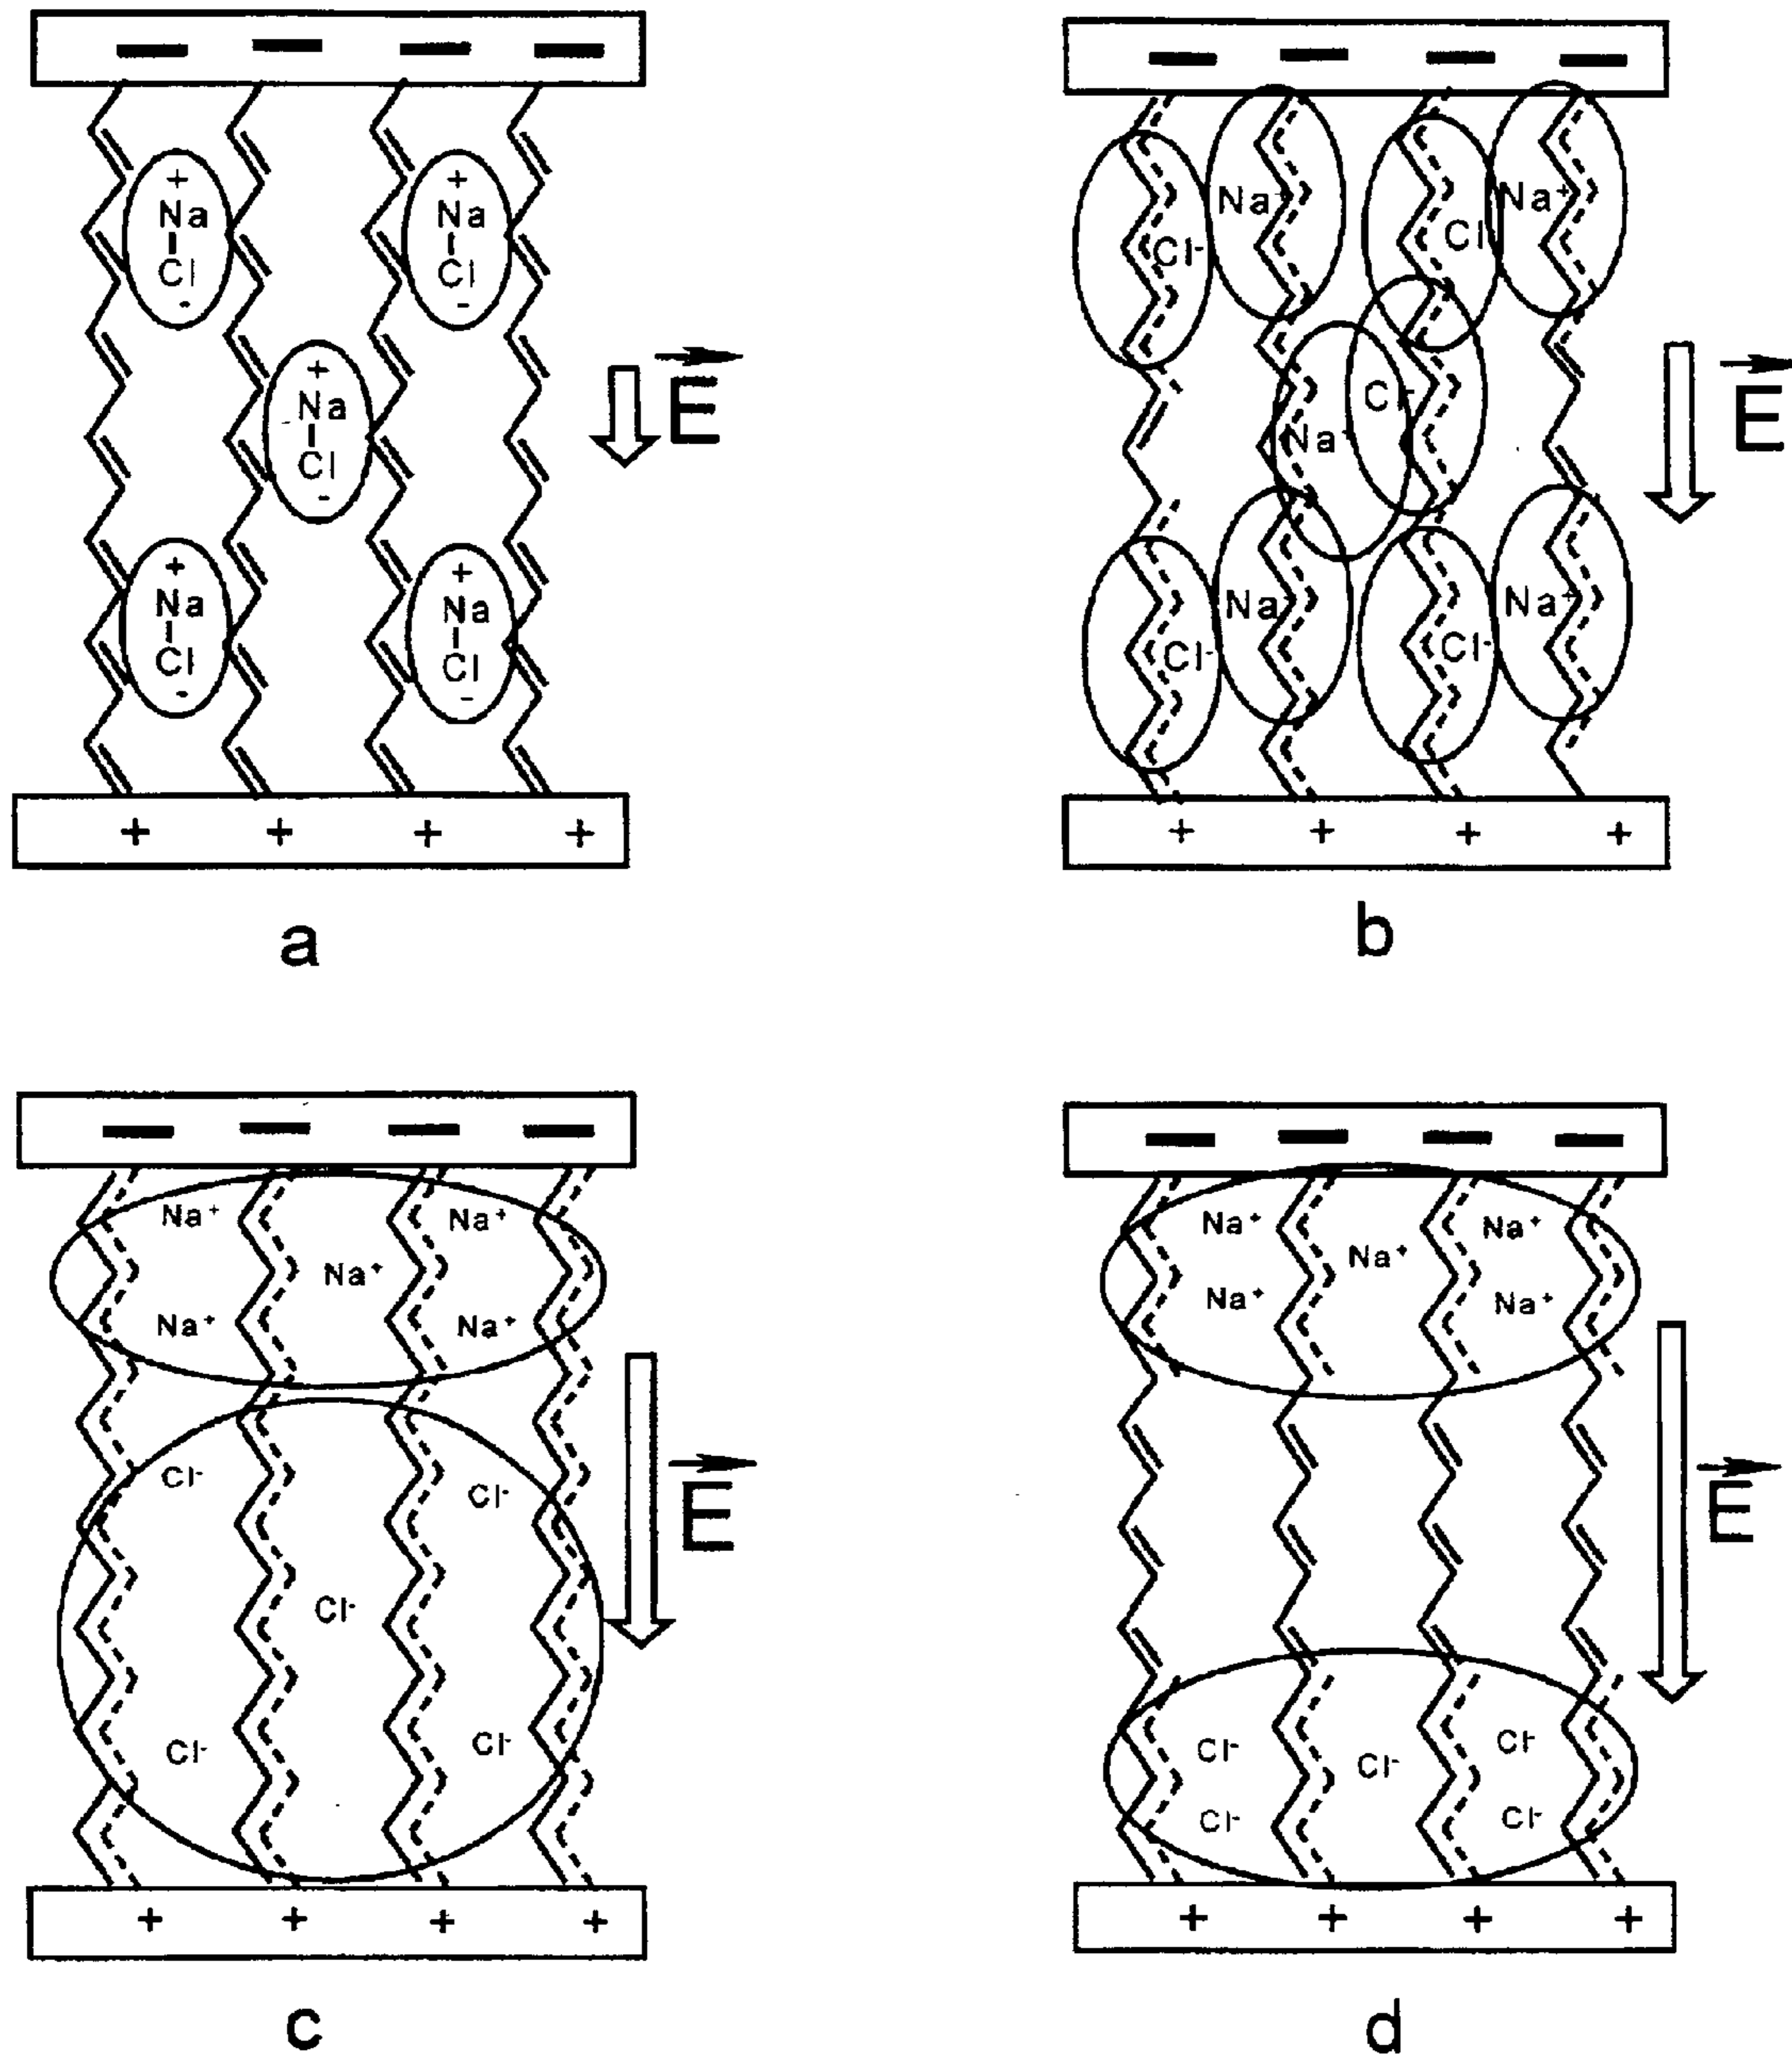 − − − −
+ +
Na Na
Cl Cl
- -
+
Na
Cl
-
+ +
Na Na
Cl Cl
- -
E
+ + + +
a
− − − −
Na⁺ Na⁺
Cl⁻ Cl
Cl⁻
Na⁺
Na Na⁺
Cl⁻ Cl⁻
E
+ + + +
b
− − − −
Na⁺ Na⁺
Na⁺
Na⁺ Na⁺
Cl⁻ Cl⁻
Cl⁻
Cl⁻ Cl⁻
E
+ + + +
c
− − − −
Na⁺ Na⁺
Na⁺
Na⁺ Na⁺
E
Cl⁻ Cl⁻
Cl⁻
Cl⁻ Cl⁻
+ + + +
d